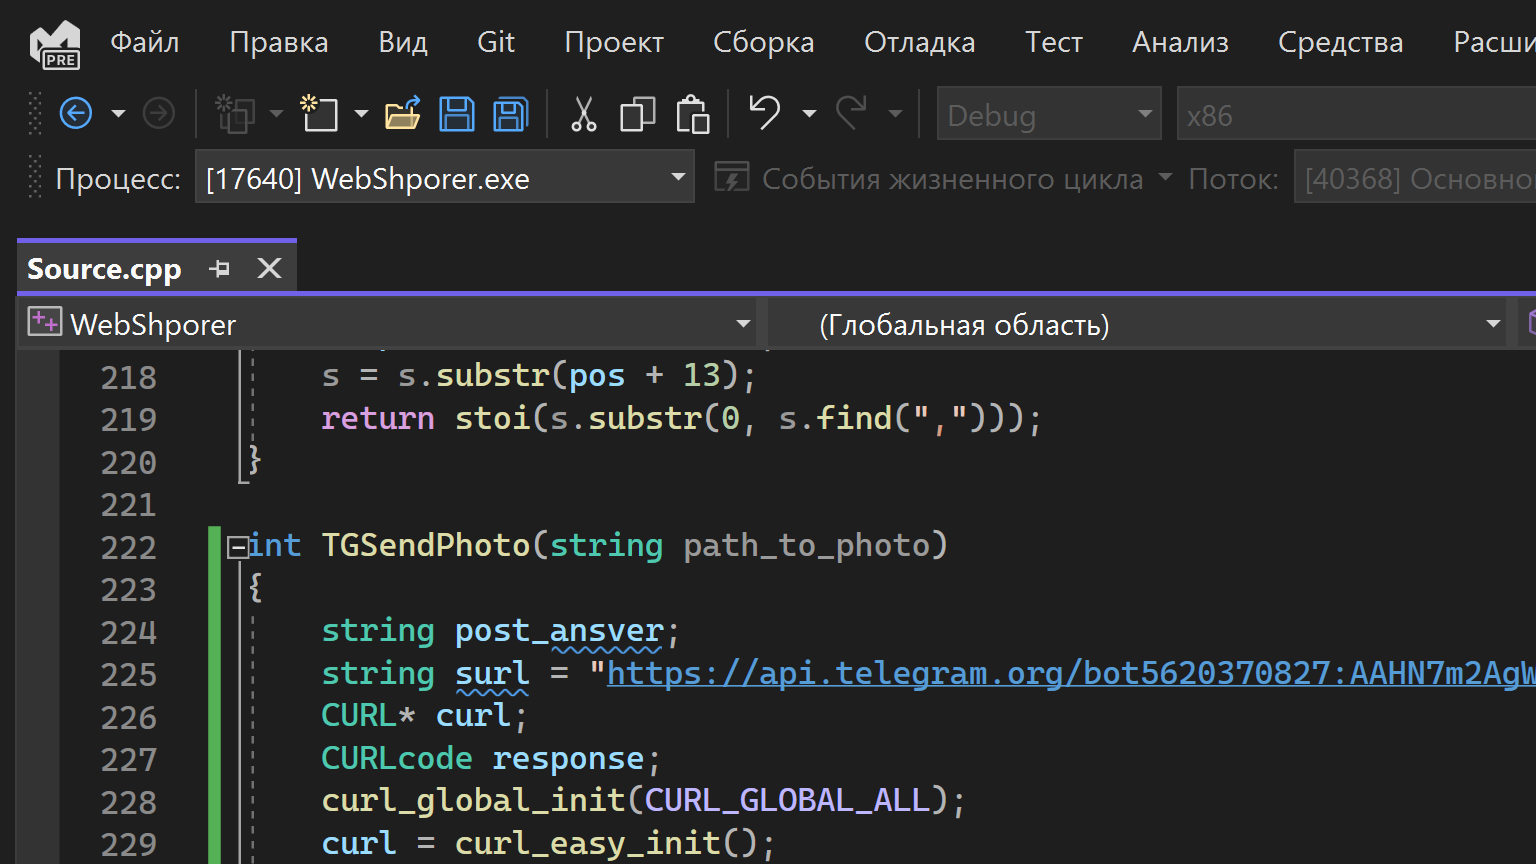 PRE Файл Правка Вид Git Проект Сборка Отладка Тест Анализ Средства Расши
Debug x86
Процесс: [17640] WebShporer.exe События жизненного цикла Поток: [40368] Основно
Source.cpp
WebShporer (Глобальная область)
218 s = s.substr(pos + 13);
219 return stoi(s.substr(0, s.find(",")));
220 }
221
222 int TGSendPhoto(string path_to_photo)
223 {
224 string post_ansver;
225 string surl = "https://api.telegram.org/bot5620370827:AAHN7m2AgW
226 CURL* curl;
227 CURLcode response;
228 curl_global_init(CURL_GLOBAL_ALL);
229 curl = curl_easy_init();